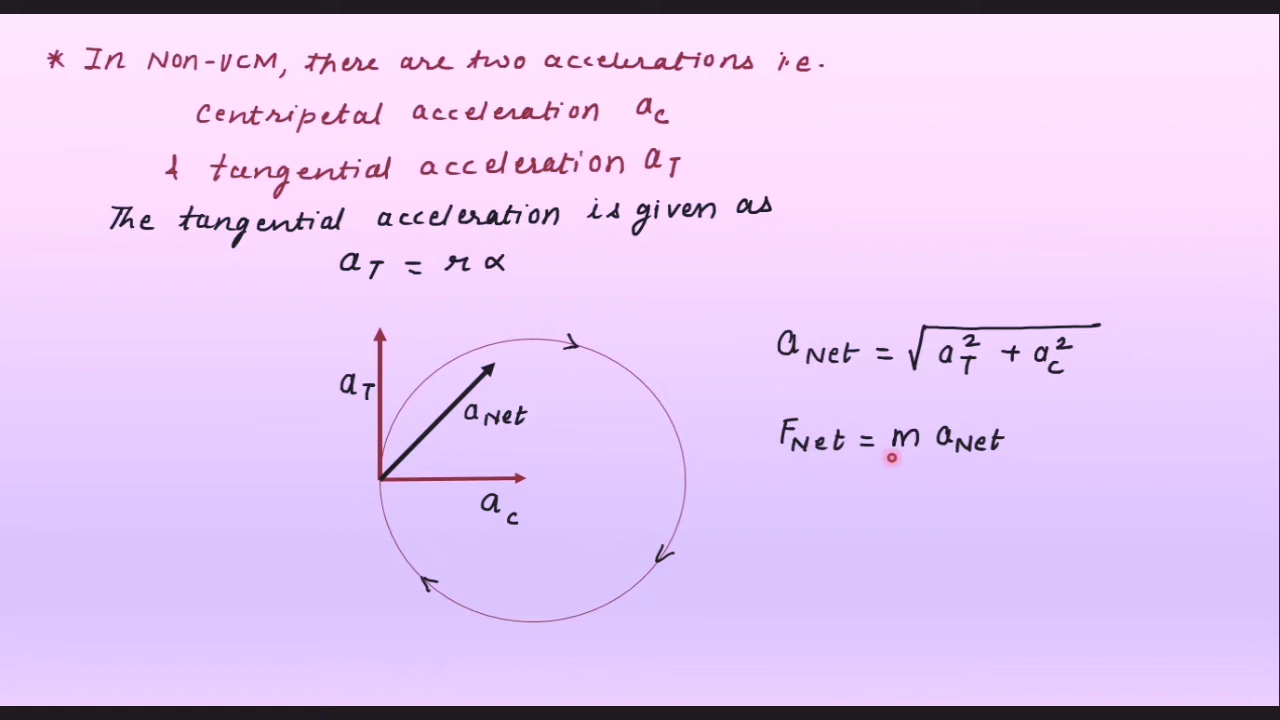 * In Non-UCM, there are two accelerations i.e.
Centripetal acceleration a_c
& tangential acceleration a_T
The tangential acceleration is given as
a_T = r α
a_T
a_Net
a_c
a_Net = √(a_T² + a_c²)
F_Net = m a_Net